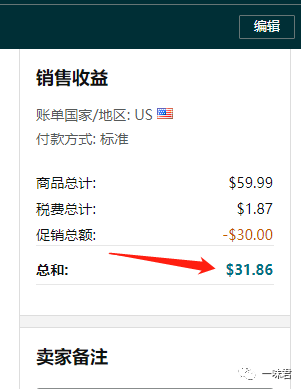 编辑
销售收益
账单国家/地区: US
付款方式: 标准
商品总计: $59.99
税费总计: $1.87
促销总额: -$30.00
总和: $31.86
卖家备注
一味君